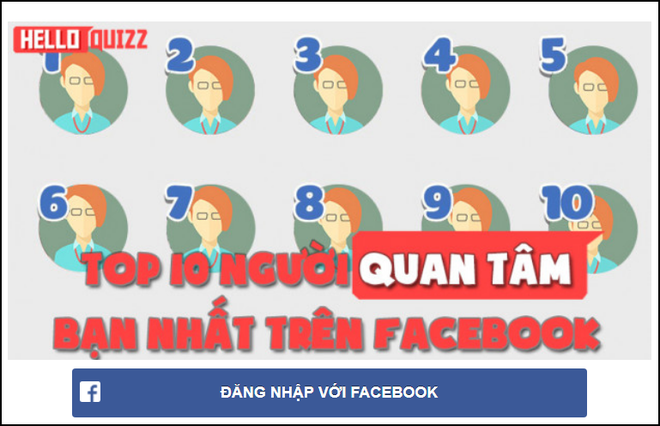 HELLO QUIZZ
1 2 3 4 5
6 7 8 9 10
TOP 10 NGƯỜI QUAN TÂM
BẠN NHẤT TRÊN FACEBOOK
ĐĂNG NHẬP VỚI FACEBOOK